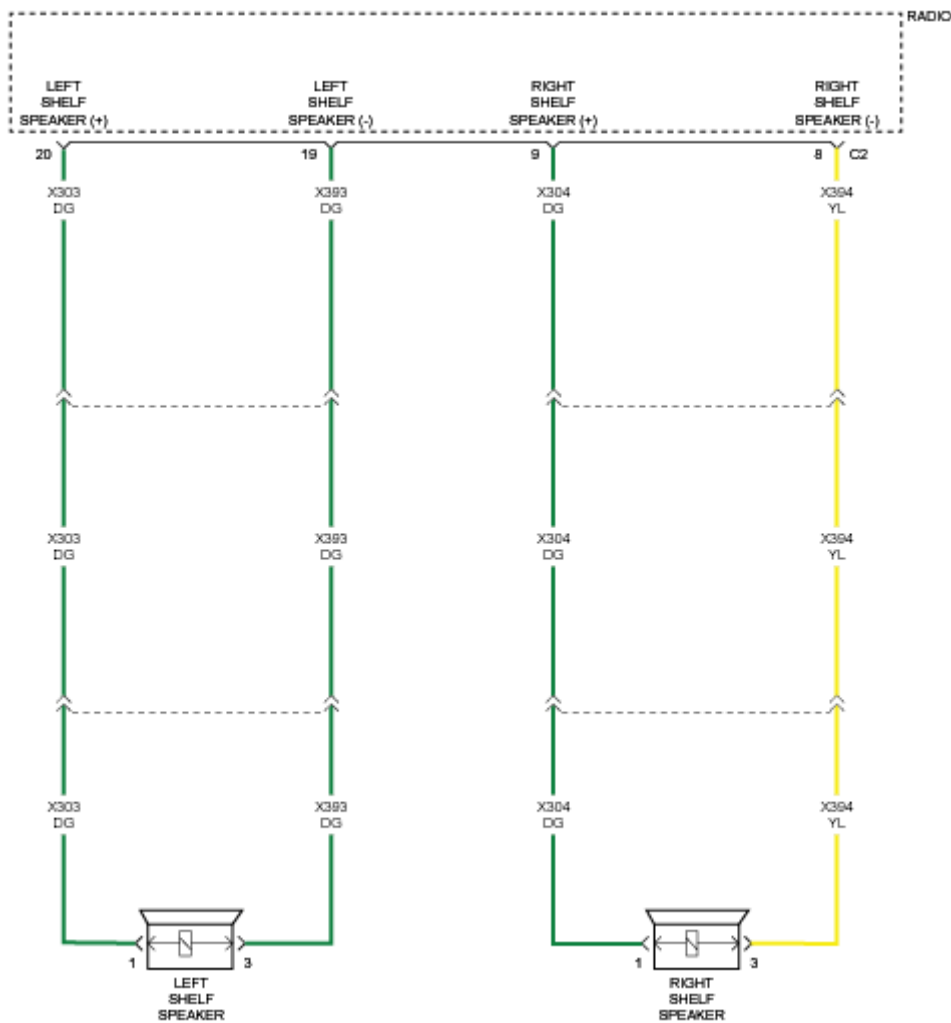 RADIO
LEFT
SHELF
SPEAKER (+)
LEFT
SHELF
SPEAKER (-)
RIGHT
SHELF
SPEAKER (+)
RIGHT
SHELF
SPEAKER (-)
20
19
9
8 C2
X303
DG
X393
DG
X304
DG
X394
YL
X303
DG
X393
DG
X304
DG
X394
YL
X303
DG
X393
DG
X304
DG
X394
YL
1
3
LEFT
SHELF
SPEAKER
1
3
RIGHT
SHELF
SPEAKER